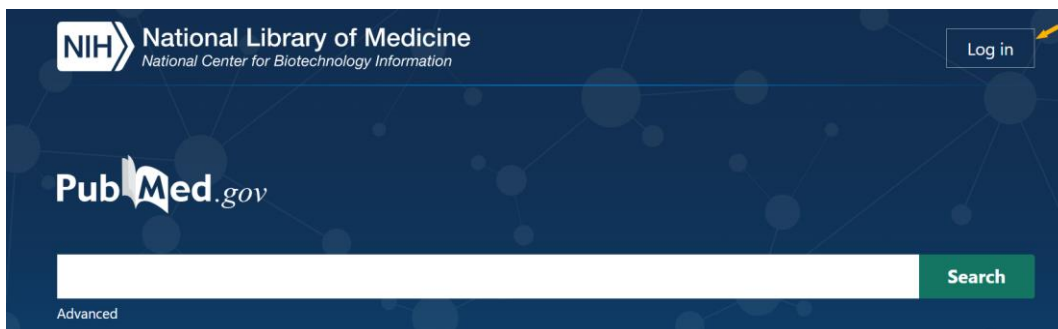 NIH National Library of Medicine
National Center for Biotechnology Information
Log in
PubMed.gov
Search
Advanced